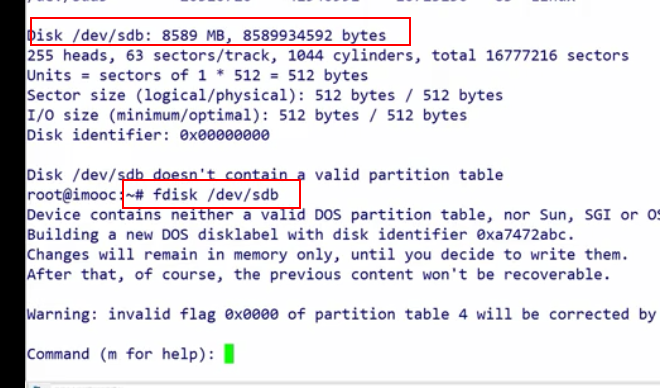 Disk /dev/sdb: 8589 MB, 8589934592 bytes
255 heads, 63 sectors/track, 1044 cylinders, total 16777216 sectors
Units = sectors of 1 * 512 = 512 bytes
Sector size (logical/physical): 512 bytes / 512 bytes
I/O size (minimum/optimal): 512 bytes / 512 bytes
Disk identifier: 0x00000000
Disk /dev/sdb doesn't contain a valid partition table
root@imooc:~# fdisk /dev/sdb
Device contains neither a valid DOS partition table, nor Sun, SGI or OS
Building a new DOS disklabel with disk identifier 0xa7472abc.
Changes will remain in memory only, until you decide to write them.
After that, of course, the previous content won't be recoverable.
Warning: invalid flag 0x0000 of partition table 4 will be corrected by
Command (m for help):